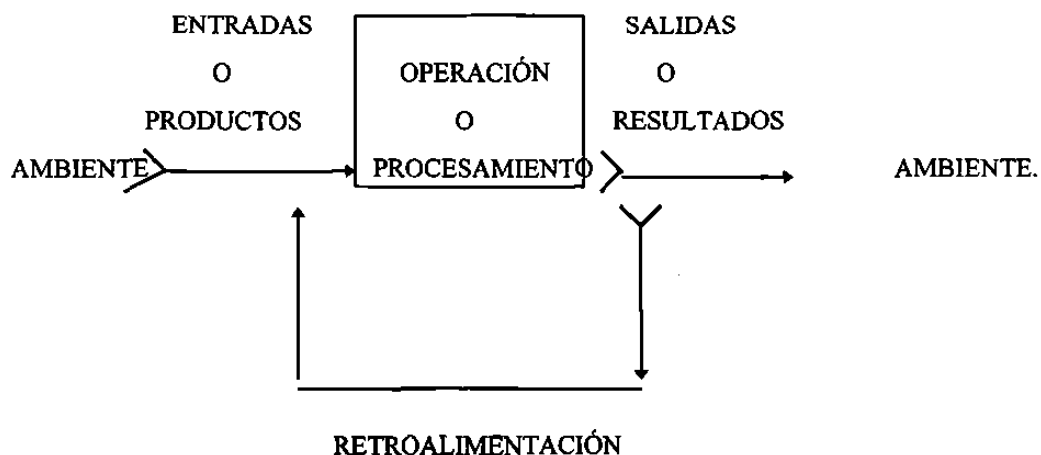 ENTRADAS
O
PRODUCTOS
OPERACIÓN
O
PROCESAMIENTO
SALIDAS
O
RESULTADOS
AMBIENTE
AMBIENTE.
RETROALIMENTACIÓN